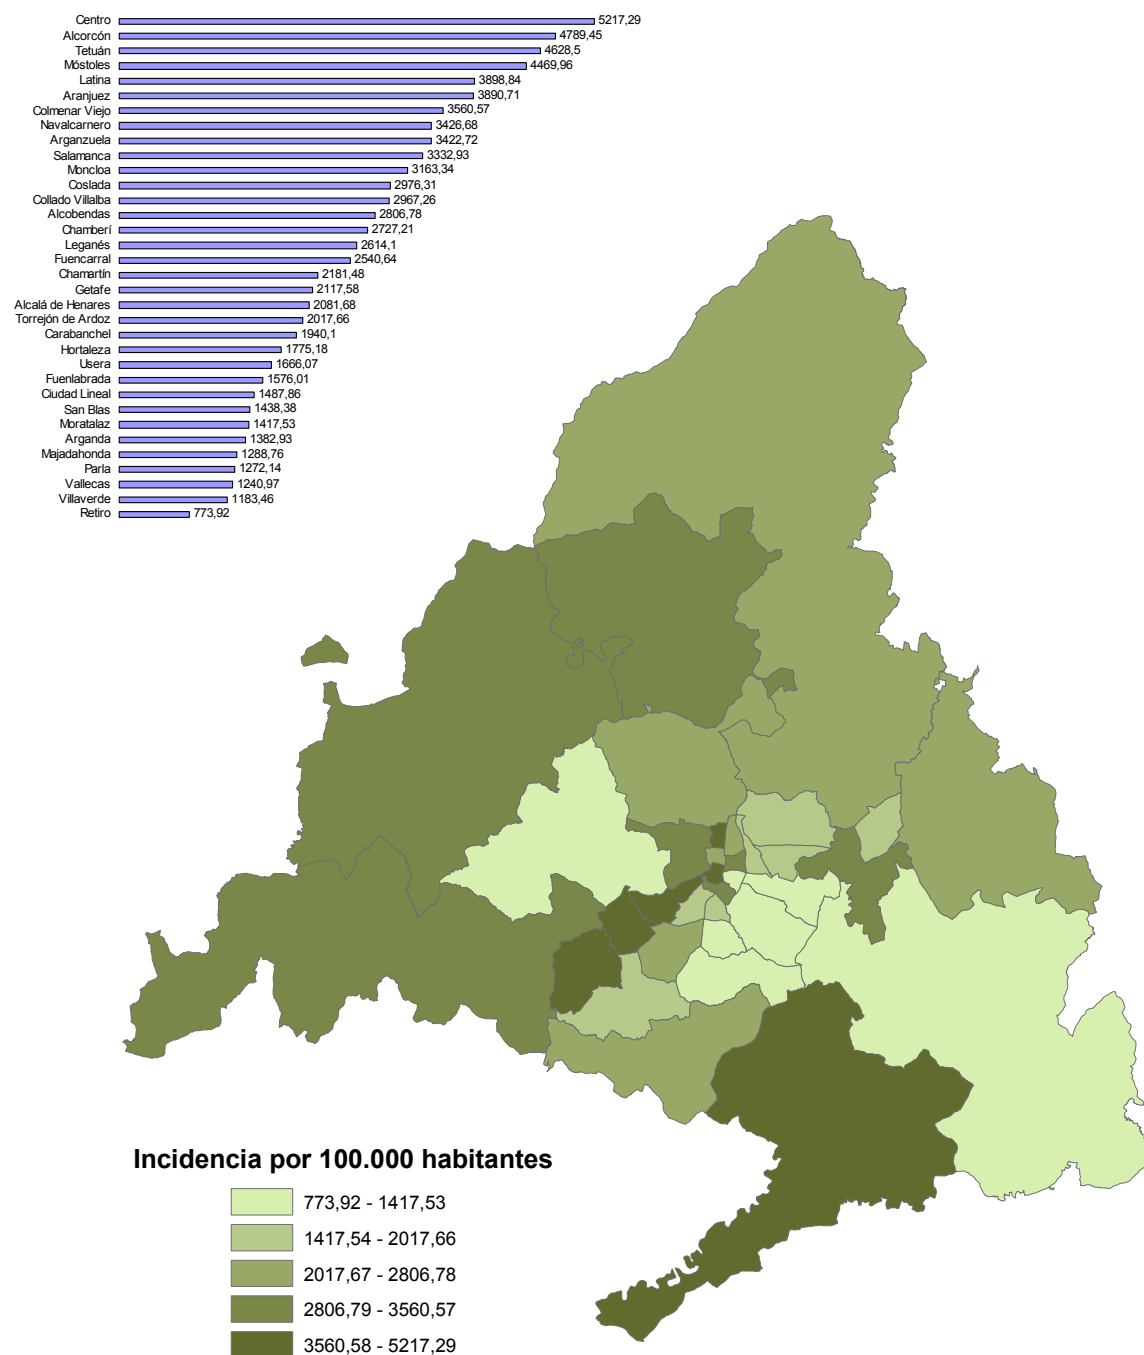 Centro 5217,29
Alcorcón 4789,45
Tetuán 4628,5
Móstoles 4469,96
Latina 3898,84
Aranjuez 3890,71
Colmenar Viejo 3560,57
Navalcarnero 3426,68
Arganzuela 3422,72
Salamanca 3332,93
Moncloa 3163,34
Coslada 2976,31
Collado Villalba 2967,26
Alcobendas 2806,78
Chamberí 2727,21
Leganés 2614,1
Fuencarral 2540,64
Chamartín 2181,48
Getafe 2117,58
Alcalá de Henares 2081,68
Torrejón de Ardoz 2017,66
Carabanchel 1940,1
Hortaleza 1775,18
Usera 1666,07
Fuenlabrada 1576,01
Ciudad Lineal 1487,86
San Blas 1438,38
Moratalaz 1417,53
Arganda 1382,93
Majadahonda 1288,76
Parla 1272,14
Vallecas 1240,97
Villaverde 1183,46
Retiro 773,92
Incidencia por 100.000 habitantes
773,92 - 1417,53
1417,54 - 2017,66
2017,67 - 2806,78
2806,79 - 3560,57
3560,58 - 5217,29